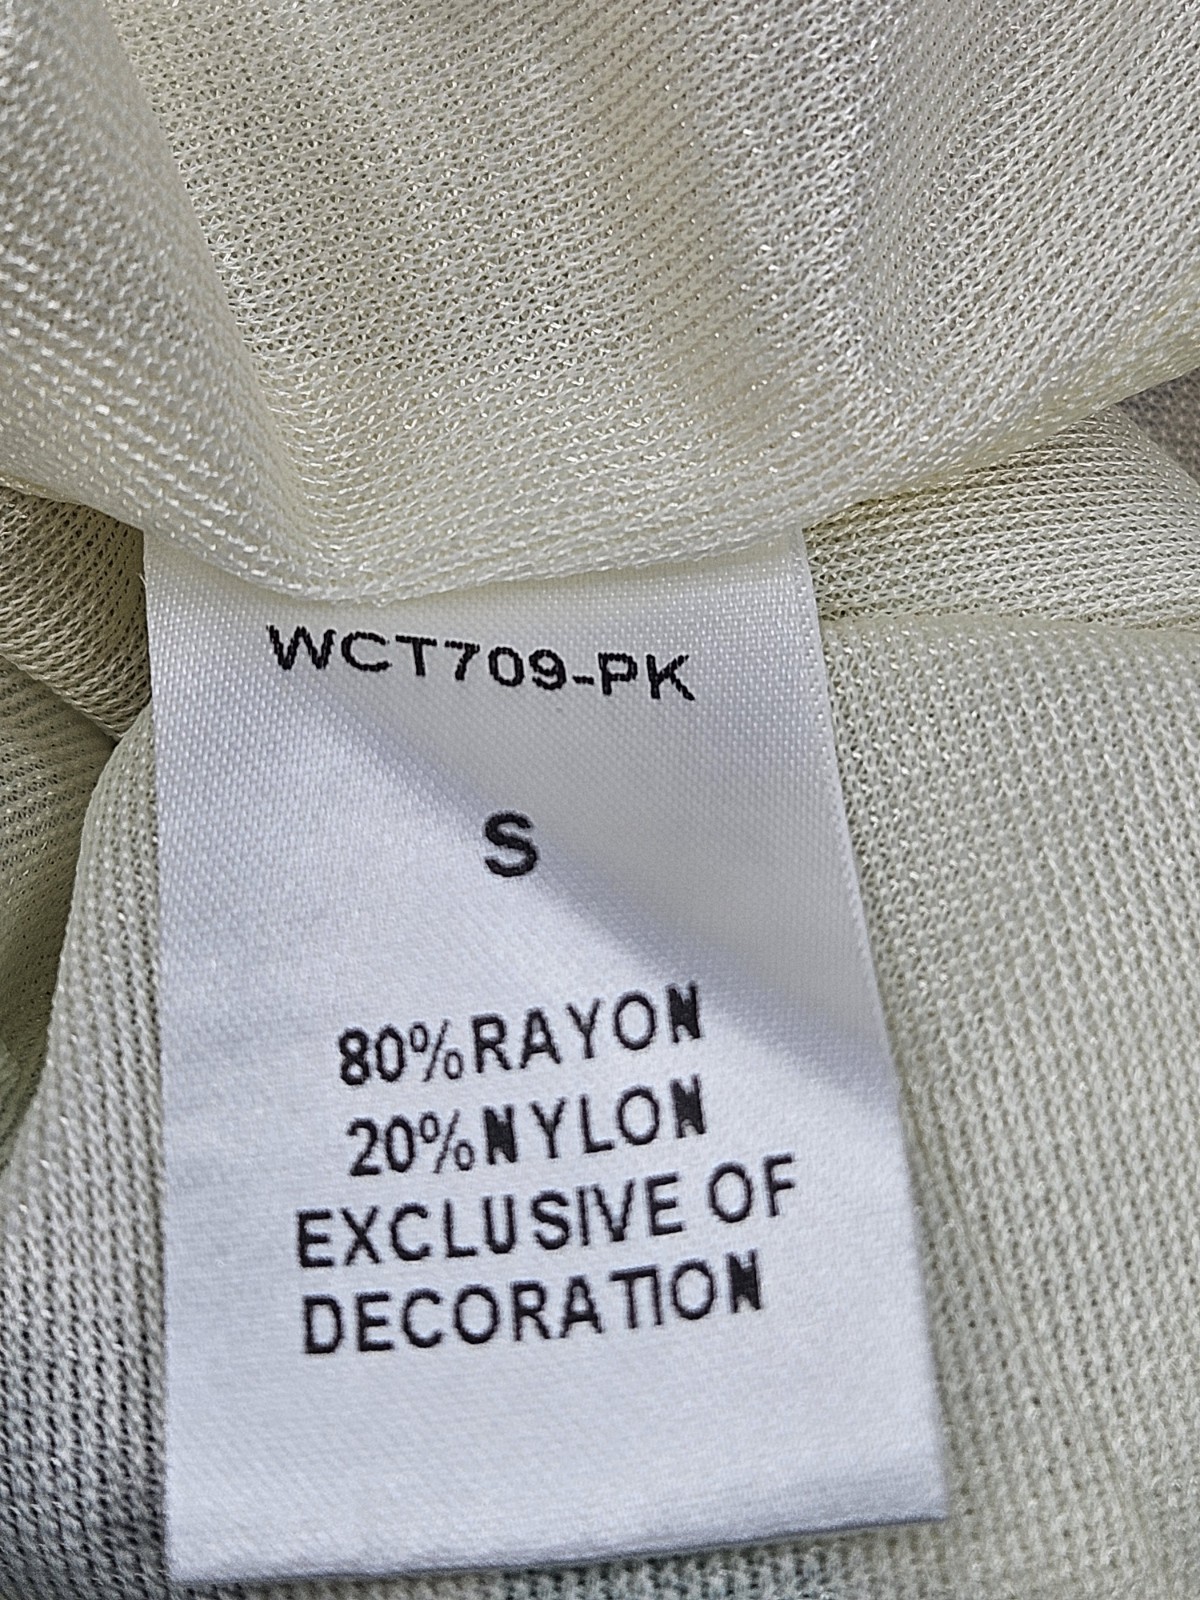 WCT709-PK
S
80%RAYON
20%NYLON
EXCLUSIVE OF
DECORATION